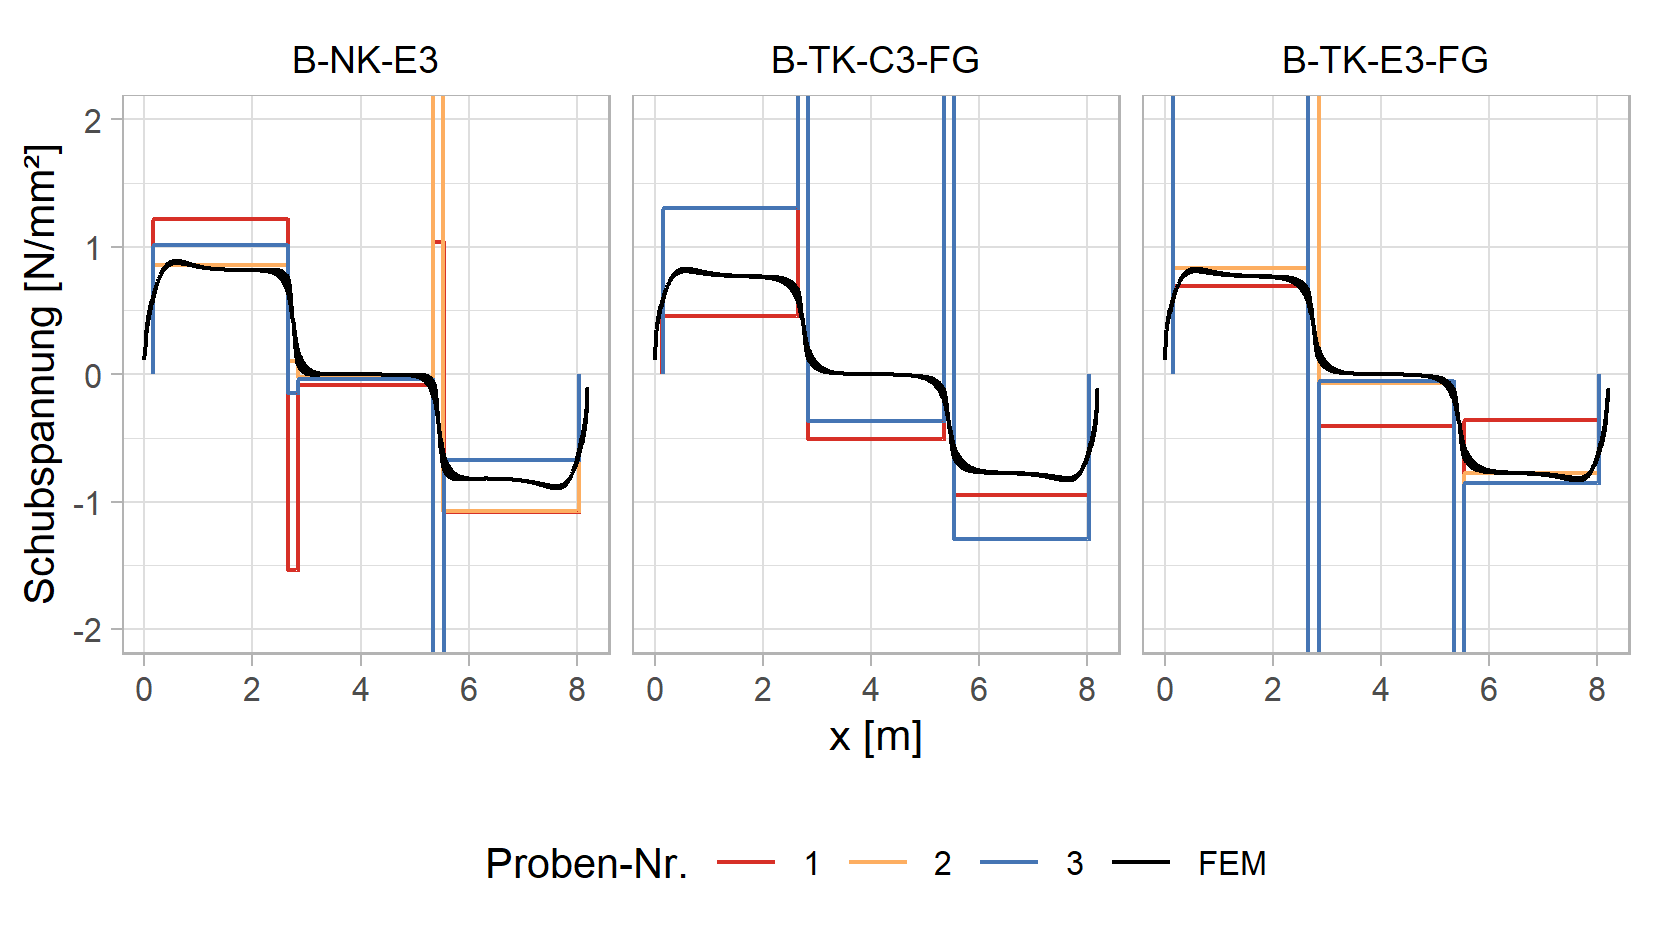 B-NK-E3 B-TK-C3-FG B-TK-E3-FG
Schubspannung [N/mm²]
2
1
0
-1
-2
0 2 4 6 8 0 2 4 6 8 0 2 4 6 8
x [m]
Proben-Nr. 1 2 3 FEM